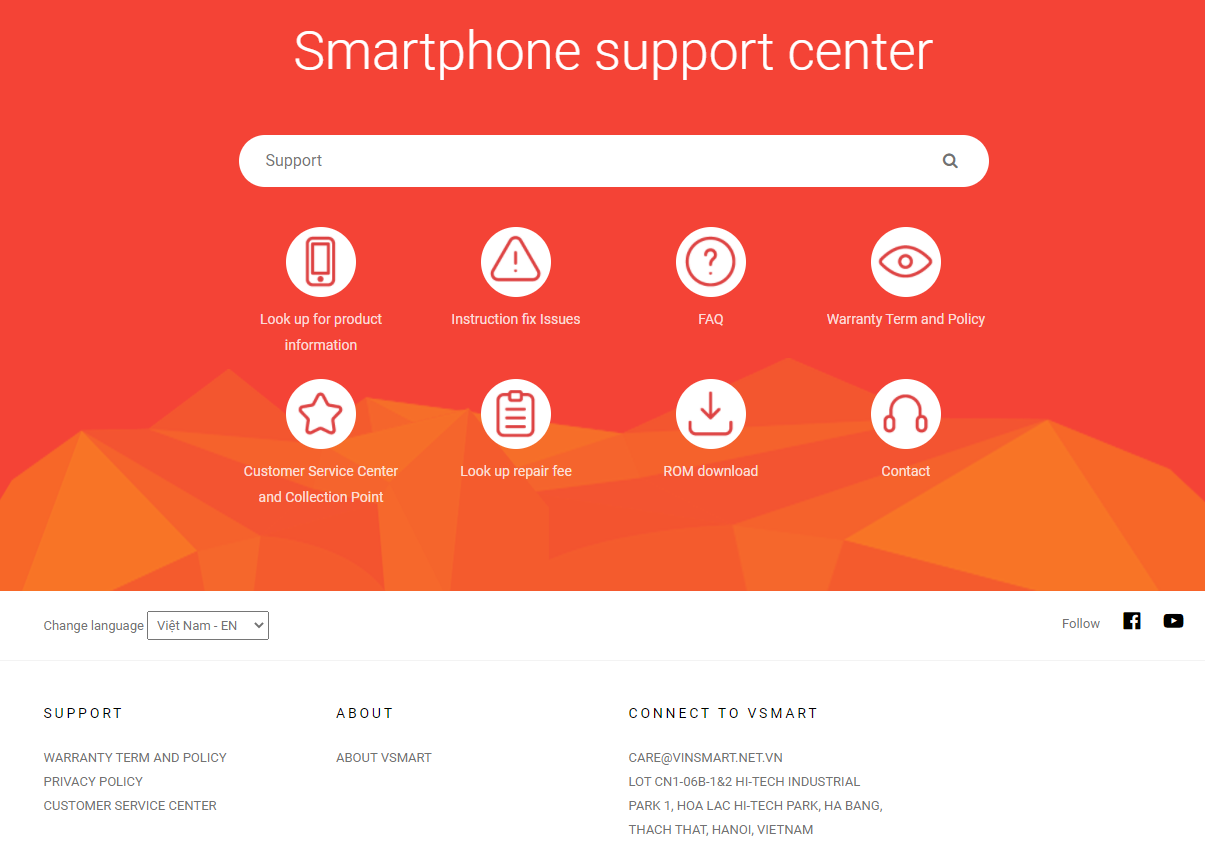 Smartphone support center
Support
Look up for product
information
Instruction fix Issues
FAQ
Warranty Term and Policy
Customer Service Center
and Collection Point
Look up repair fee
ROM download
Contact
Change language Việt Nam - EN
Follow
SUPPORT
WARRANTY TERM AND POLICY
PRIVACY POLICY
CUSTOMER SERVICE CENTER
ABOUT
ABOUT VSMART
CONNECT TO VSMART
CARE@VINSMART.NET.VN
LOT CN1-06B-1&2 HI-TECH INDUSTRIAL
PARK 1, HOA LAC HI-TECH PARK, HA BANG,
THACH THAT, HANOI, VIETNAM